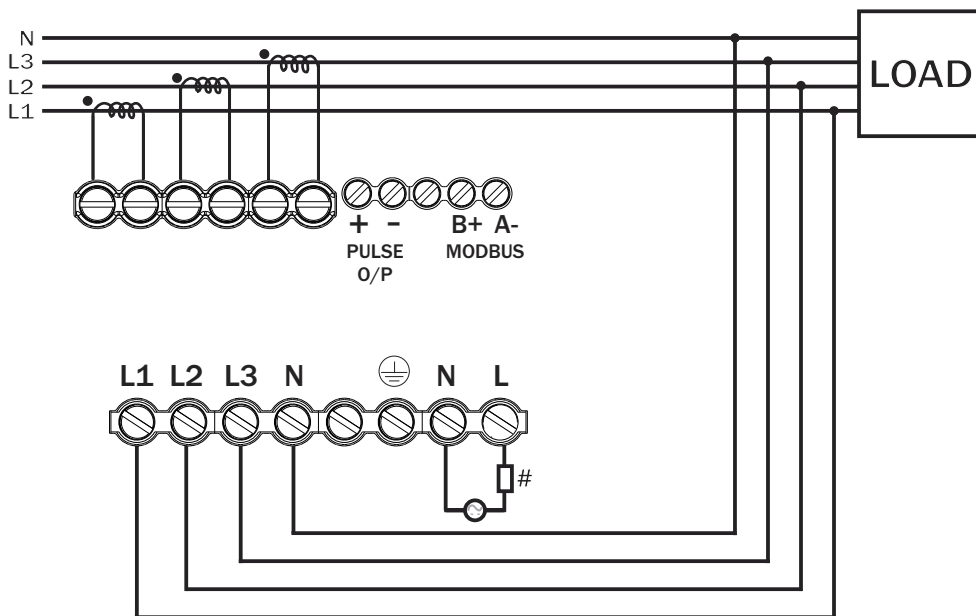 N
L3
L2
L1
LOAD
+ - B+ A-
PULSE MODBUS
O/P
L1 L2 L3 N N L
#